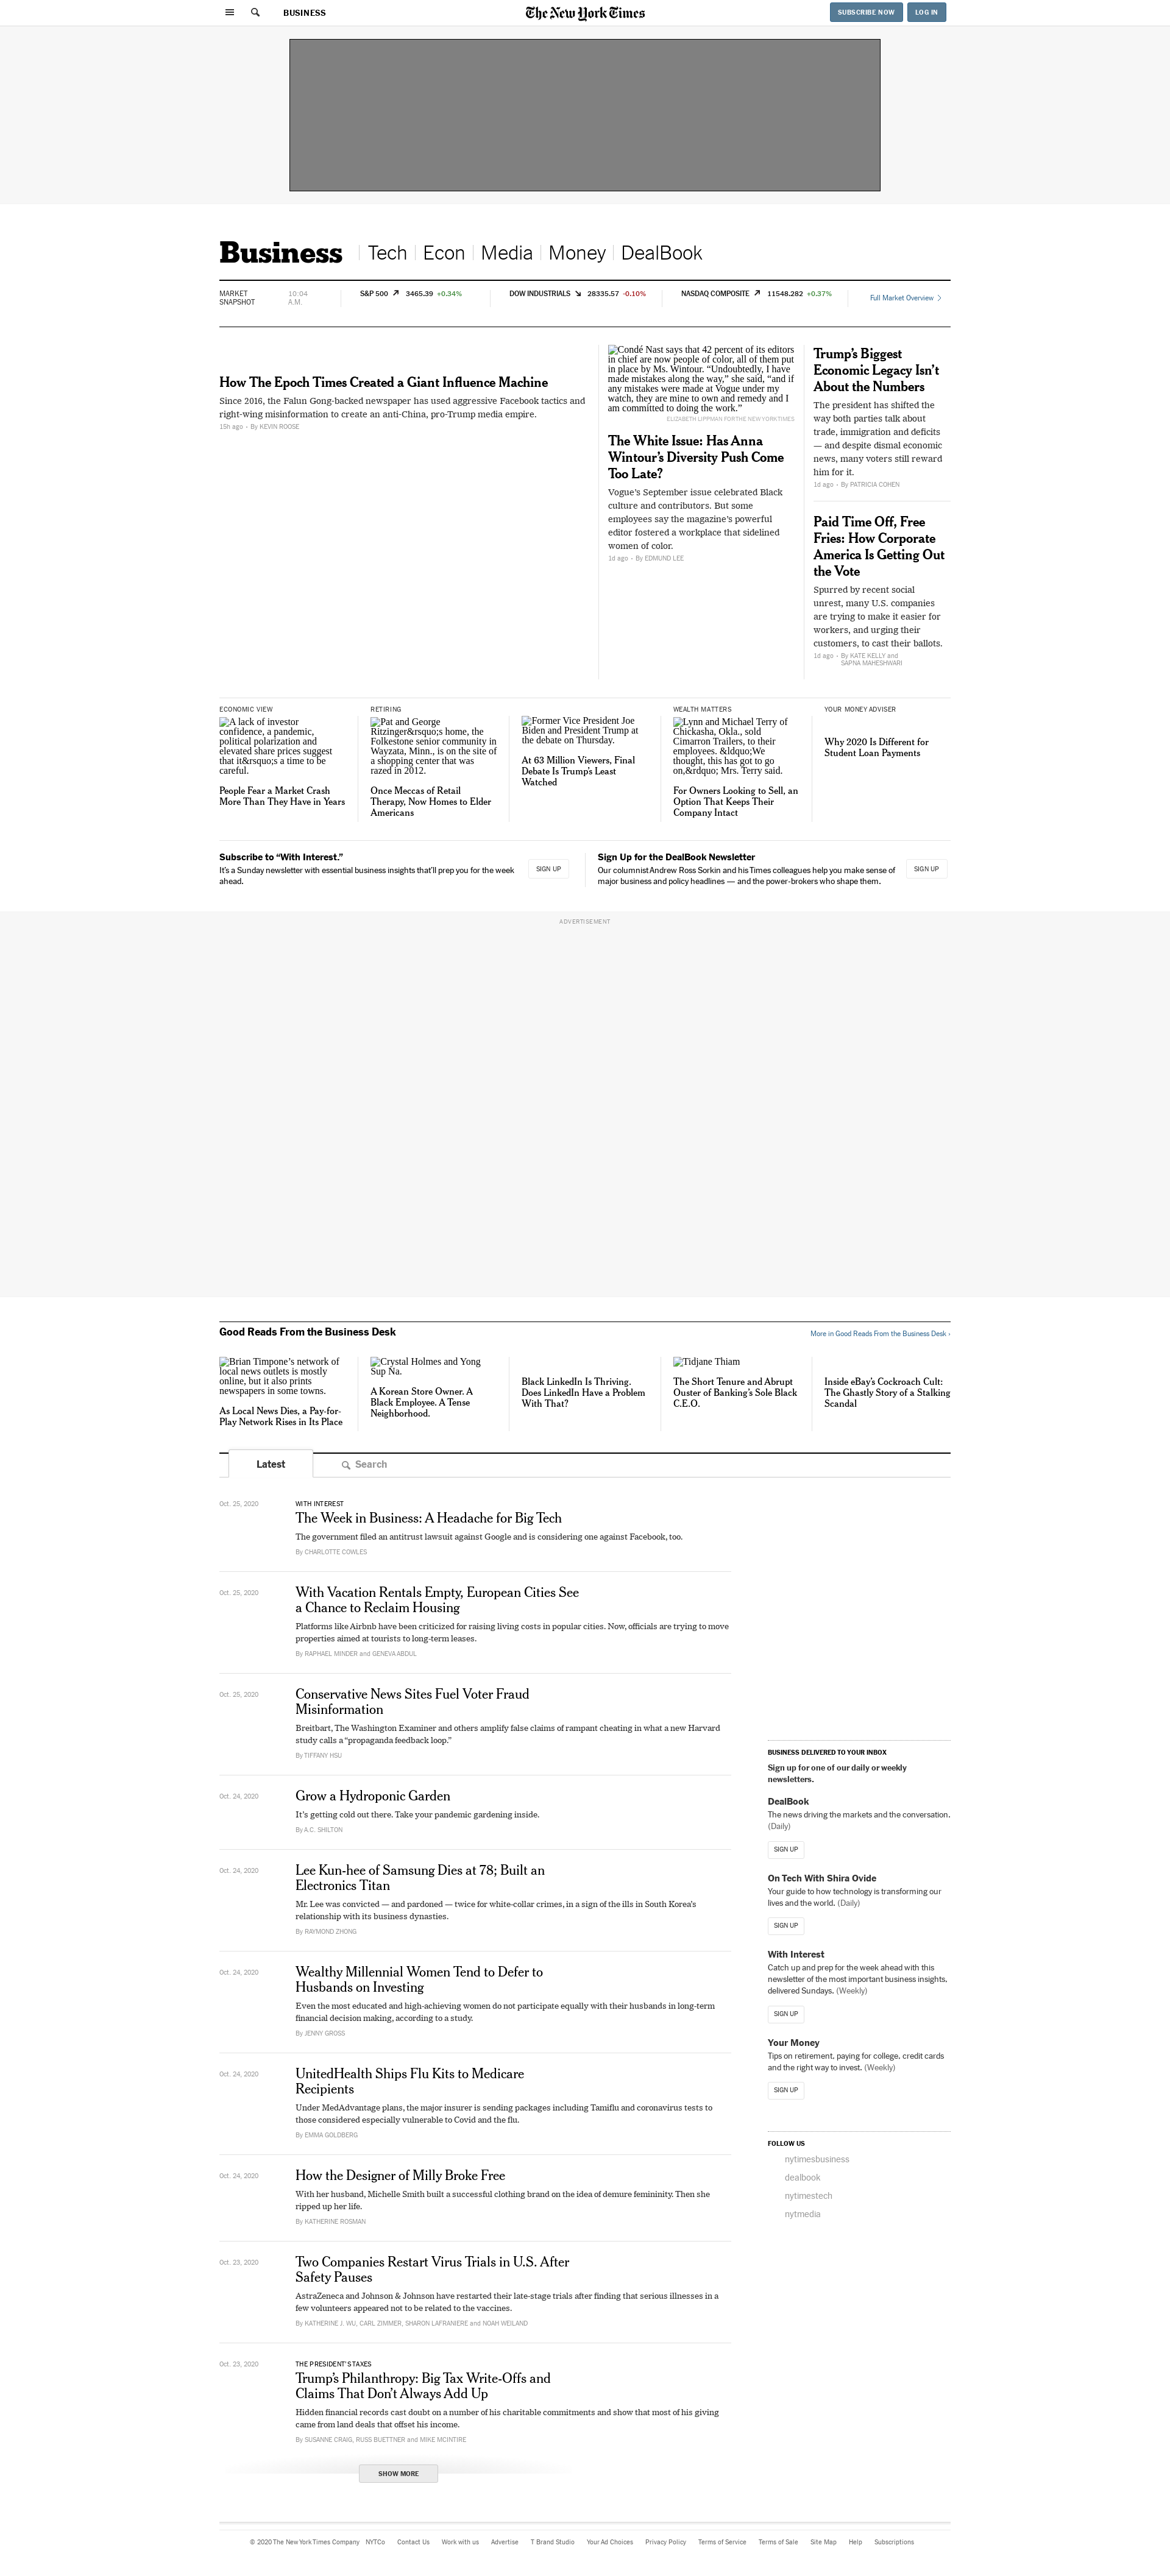 BUSINESS
The New York Times
SUBSCRIBE NOW
LOG IN
Business
Tech
Econ
Media
Money
DealBook
MARKET
SNAPSHOT
10:04
A.M.
S&P 500 3465.39 +0.34%
DOW INDUSTRIALS 28335.57 -0.10%
NASDAQ COMPOSITE 11548.282 +0.37%
Full Market Overview
How The Epoch Times Created a Giant Influence Machine
Since 2016, the Falun Gong-backed newspaper has used aggressive Facebook tactics and
right-wing misinformation to create an anti-China, pro-Trump media empire.
15h ago • By KEVIN ROOSE
Condé Nast says that 42 percent of its editors
in chief are now people of color, all of them put
in place by Ms. Wintour. “Undoubtedly, I have
made mistakes along the way,” she said, “and if
any mistakes were made at Vogue under my
watch, they are mine to own and remedy and I
am committed to doing the work.”
ELIZABETH LIPPMAN FOR THE NEW YORK TIMES
The White Issue: Has Anna
Wintour’s Diversity Push Come
Too Late?
Vogue’s September issue celebrated Black
culture and contributors. But some
employees say the magazine’s powerful
editor fostered a workplace that sidelined
women of color.
1d ago • By EDMUND LEE
Trump’s Biggest
Economic Legacy Isn’t
About the Numbers
The president has shifted the
way both parties talk about
trade, immigration and deficits
— and despite dismal economic
news, many voters still reward
him for it.
1d ago • By PATRICIA COHEN
Paid Time Off, Free
Fries: How Corporate
America Is Getting Out
the Vote
Spurred by recent social
unrest, many U.S. companies
are trying to make it easier for
workers, and urging their
customers, to cast their ballots.
1d ago • By KATE KELLY and
SAPNA MAHESHWARI
ECONOMIC VIEW
A lack of investor
confidence, a pandemic,
political polarization and
elevated share prices suggest
that it&rsquo;s a time to be
careful.
People Fear a Market Crash
More Than They Have in Years
RETIRING
Pat and George
Ritzinger&rsquo;s home, the
Folkestone senior community in
Wayzata, Minn., is on the site of
a shopping center that was
razed in 2012.
Once Meccas of Retail
Therapy, Now Homes to Elder
Americans
Former Vice President Joe
Biden and President Trump at
the debate on Thursday.
At 63 Million Viewers, Final
Debate Is Trump’s Least
Watched
WEALTH MATTERS
Lynn and Michael Terry of
Chickasha, Okla., sold
Cimarron Trailers, to their
employees. &ldquo;We
thought, this has got to go
on,&rdquo; Mrs. Terry said.
For Owners Looking to Sell, an
Option That Keeps Their
Company Intact
YOUR MONEY ADVISER
Why 2020 Is Different for
Student Loan Payments
Subscribe to “With Interest.”
It’s a Sunday newsletter with essential business insights that’ll prep you for the week
ahead.
SIGN UP
Sign Up for the DealBook Newsletter
Our columnist Andrew Ross Sorkin and his Times colleagues help you make sense of
major business and policy headlines — and the power-brokers who shape them.
SIGN UP
ADVERTISEMENT
Good Reads From the Business Desk
More in Good Reads From the Business Desk ›
Brian Timpone’s network of
local news outlets is mostly
online, but it also prints
newspapers in some towns.
As Local News Dies, a Pay-for-
Play Network Rises in Its Place
Crystal Holmes and Yong
Sup Na.
A Korean Store Owner. A
Black Employee. A Tense
Neighborhood.
Black LinkedIn Is Thriving.
Does LinkedIn Have a Problem
With That?
Tidjane Thiam
The Short Tenure and Abrupt
Ouster of Banking’s Sole Black
C.E.O.
Inside eBay’s Cockroach Cult:
The Ghastly Story of a Stalking
Scandal
Latest
Search
Oct. 25, 2020
WITH INTEREST
The Week in Business: A Headache for Big Tech
The government filed an antitrust lawsuit against Google and is considering one against Facebook, too.
By CHARLOTTE COWLES
Oct. 25, 2020
With Vacation Rentals Empty, European Cities See
a Chance to Reclaim Housing
Platforms like Airbnb have been criticized for raising living costs in popular cities. Now, officials are trying to move
properties aimed at tourists to long-term leases.
By RAPHAEL MINDER and GENEVA ABDUL
Oct. 25, 2020
Conservative News Sites Fuel Voter Fraud
Misinformation
Breitbart, The Washington Examiner and others amplify false claims of rampant cheating in what a new Harvard
study calls a “propaganda feedback loop.”
By TIFFANY HSU
Oct. 24, 2020
Grow a Hydroponic Garden
It’s getting cold out there. Take your pandemic gardening inside.
By A.C. SHILTON
Oct. 24, 2020
Lee Kun-hee of Samsung Dies at 78; Built an
Electronics Titan
Mr. Lee was convicted — and pardoned — twice for white-collar crimes, in a sign of the ills in South Korea’s
relationship with its business dynasties.
By RAYMOND ZHONG
Oct. 24, 2020
Wealthy Millennial Women Tend to Defer to
Husbands on Investing
Even the most educated and high-achieving women do not participate equally with their husbands in long-term
financial decision making, according to a study.
By JENNY GROSS
Oct. 24, 2020
UnitedHealth Ships Flu Kits to Medicare
Recipients
Under MedAdvantage plans, the major insurer is sending packages including Tamiflu and coronavirus tests to
those considered especially vulnerable to Covid and the flu.
By EMMA GOLDBERG
Oct. 24, 2020
How the Designer of Milly Broke Free
With her husband, Michelle Smith built a successful clothing brand on the idea of demure femininity. Then she
ripped up her life.
By KATHERINE ROSMAN
Oct. 23, 2020
Two Companies Restart Virus Trials in U.S. After
Safety Pauses
AstraZeneca and Johnson & Johnson have restarted their late-stage trials after finding that serious illnesses in a
few volunteers appeared not to be related to the vaccines.
By KATHERINE J. WU, CARL ZIMMER, SHARON LAFRANIERE and NOAH WEILAND
Oct. 23, 2020
THE PRESIDENT’S TAXES
Trump’s Philanthropy: Big Tax Write-Offs and
Claims That Don’t Always Add Up
Hidden financial records cast doubt on a number of his charitable commitments and show that most of his giving
came from land deals that offset his income.
By SUSANNE CRAIG, RUSS BUETTNER and MIKE MCINTIRE
SHOW MORE
BUSINESS DELIVERED TO YOUR INBOX
Sign up for one of our daily or weekly
newsletters.
DealBook
The news driving the markets and the conversation.
(Daily)
SIGN UP
On Tech With Shira Ovide
Your guide to how technology is transforming our
lives and the world. (Daily)
SIGN UP
With Interest
Catch up and prep for the week ahead with this
newsletter of the most important business insights,
delivered Sundays. (Weekly)
SIGN UP
Your Money
Tips on retirement, paying for college, credit cards
and the right way to invest. (Weekly)
SIGN UP
FOLLOW US
nytimesbusiness
dealbook
nytimestech
nytmedia
© 2020 The New York Times Company NYTCo Contact Us Work with us Advertise T Brand Studio Your Ad Choices Privacy Policy Terms of Service Terms of Sale Site Map Help Subscriptions